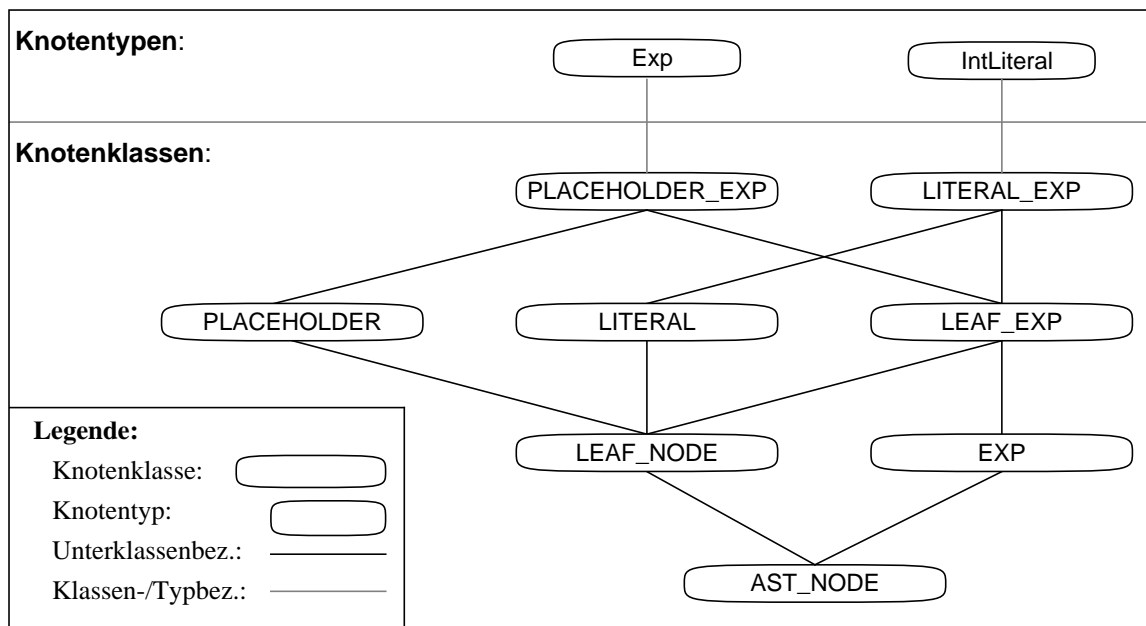 Knotentypen:
Exp
IntLiteral
Knotenklassen:
PLACEHOLDER_EXP
LITERAL_EXP
PLACEHOLDER
LITERAL
LEAF_EXP
LEAF_NODE
EXP
AST_NODE
Legende:
Knotenklasse:
Knotentyp:
Unterklassenbez.:
Klassen-/Typbez.: